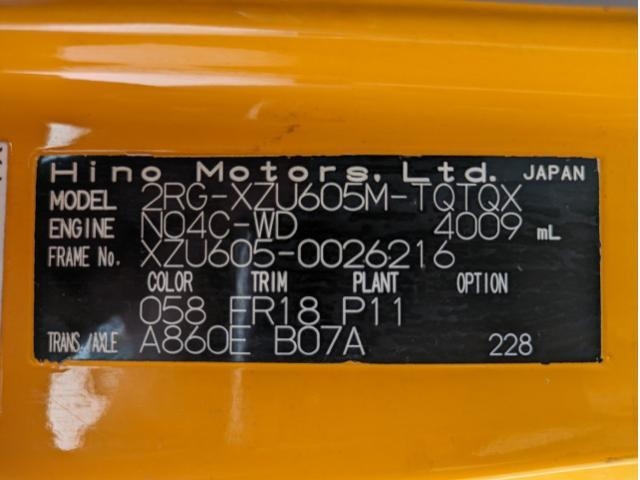 Hino Motors, Ltd. JAPAN
MODEL 2RG-XZU605M-TQTQX
ENGINE N04C-WD 4009 mL
FRAME No. XZU605-0026216
COLOR TRIM PLANT OPTION
058 FR18 P11
TRANS./AXLE A860E B07A 228